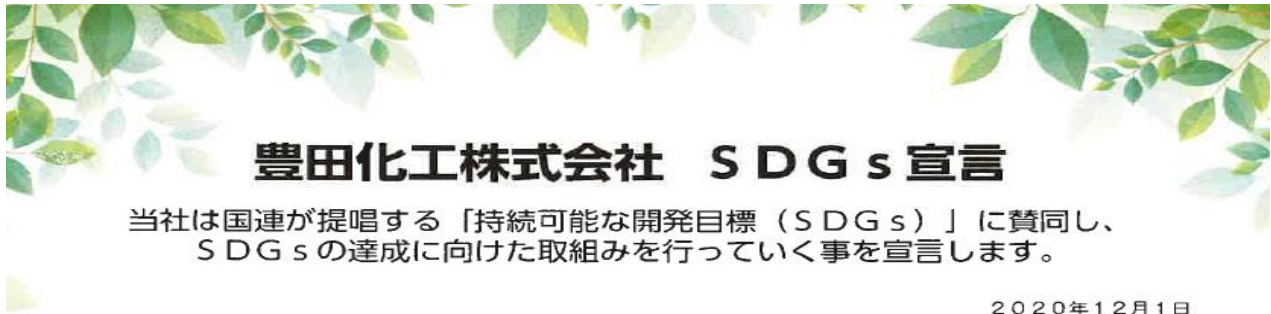 豊田化工株式会社　ＳＤＧｓ宣言
当社は国連が提唱する「持続可能な開発目標（ＳＤＧｓ）」に賛同し、
ＳＤＧｓの達成に向けた取組みを行っていく事を宣言します。
２０２０年１２月１日